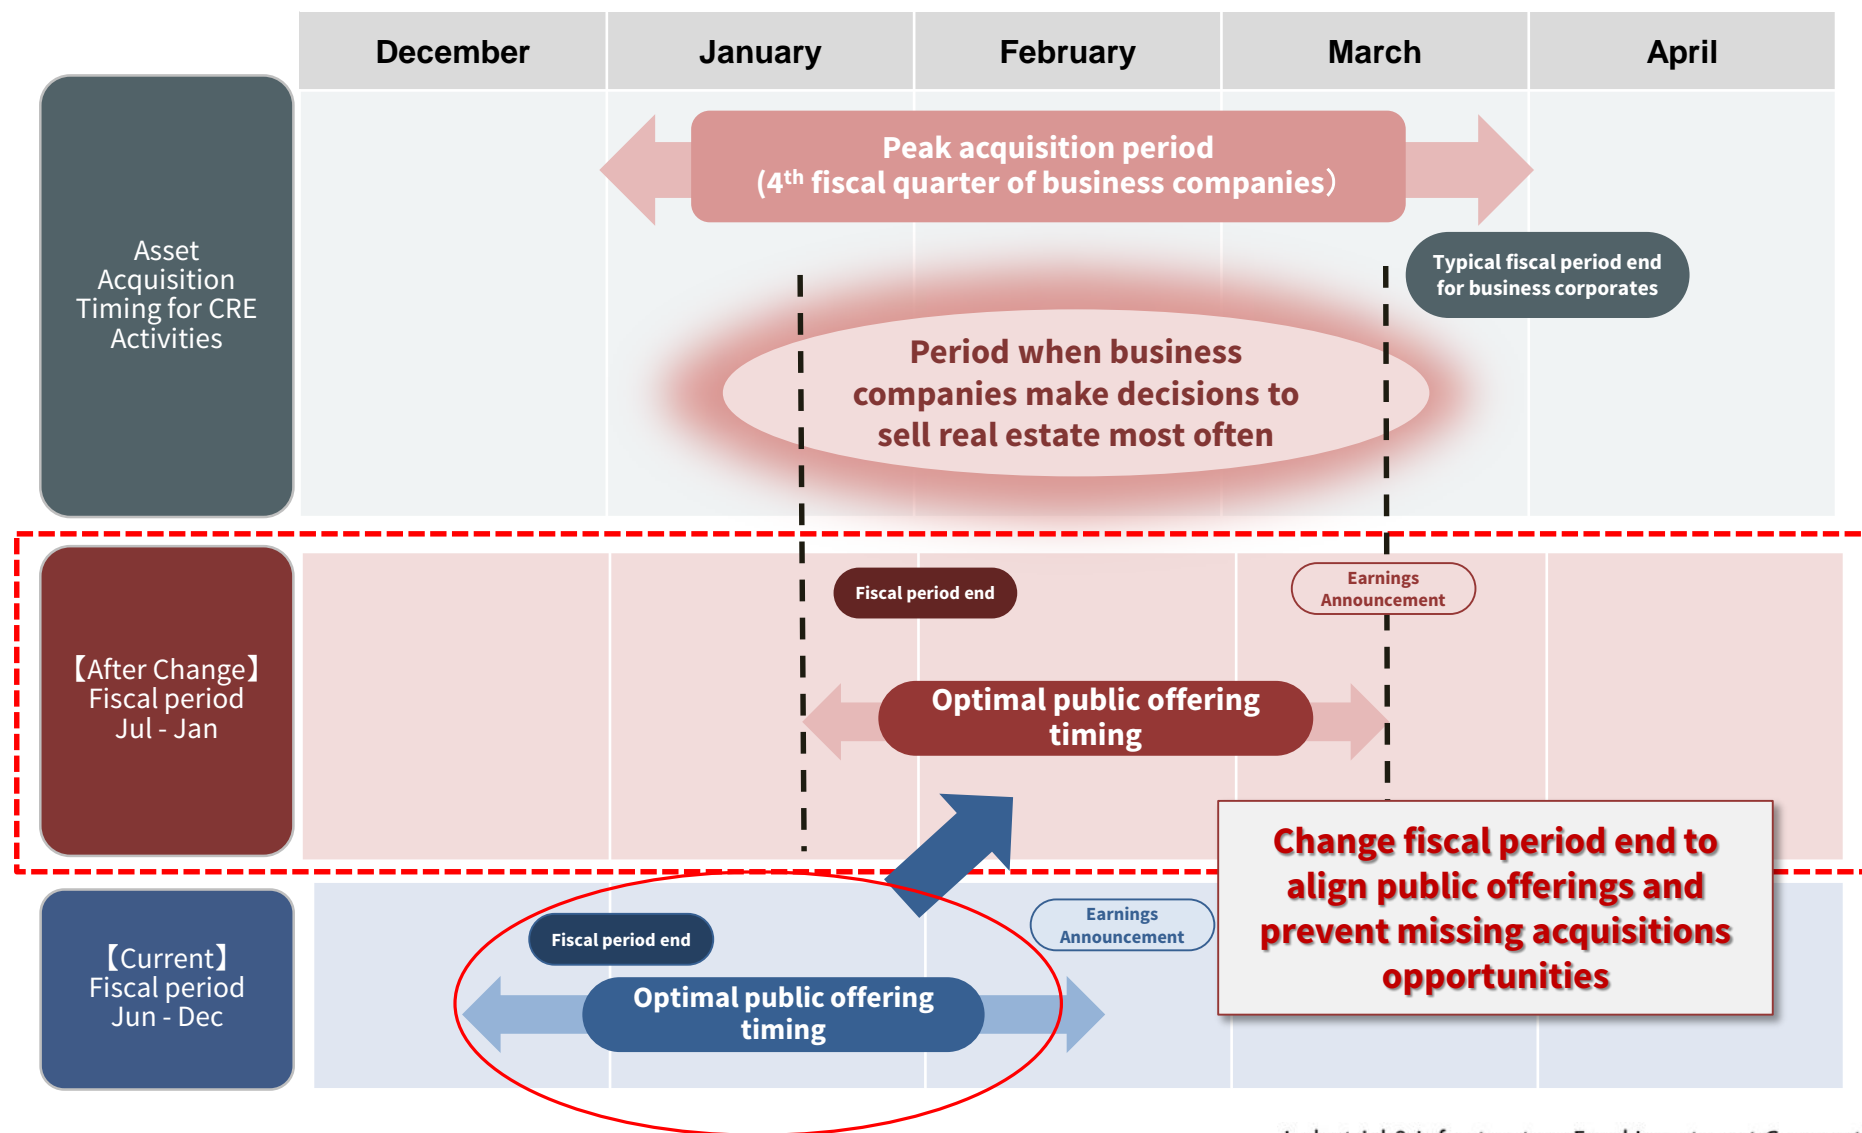 December
January
February
March
April
Asset
Acquisition
Timing for CRE
Activities
Peak acquisition period
(4th fiscal quarter of business companies）
Typical fiscal period end
for business corporates
Period when business
companies make decisions to
sell real estate most often
【After Change】
Fiscal period
Jul - Jan
Fiscal period end
Earnings
Announcement
Optimal public offering
timing
Change fiscal period end to
align public offerings and
prevent missing acquisitions
opportunities
【Current】
Fiscal period
Jun - Dec
Fiscal period end
Earnings
Announcement
Optimal public offering
timing